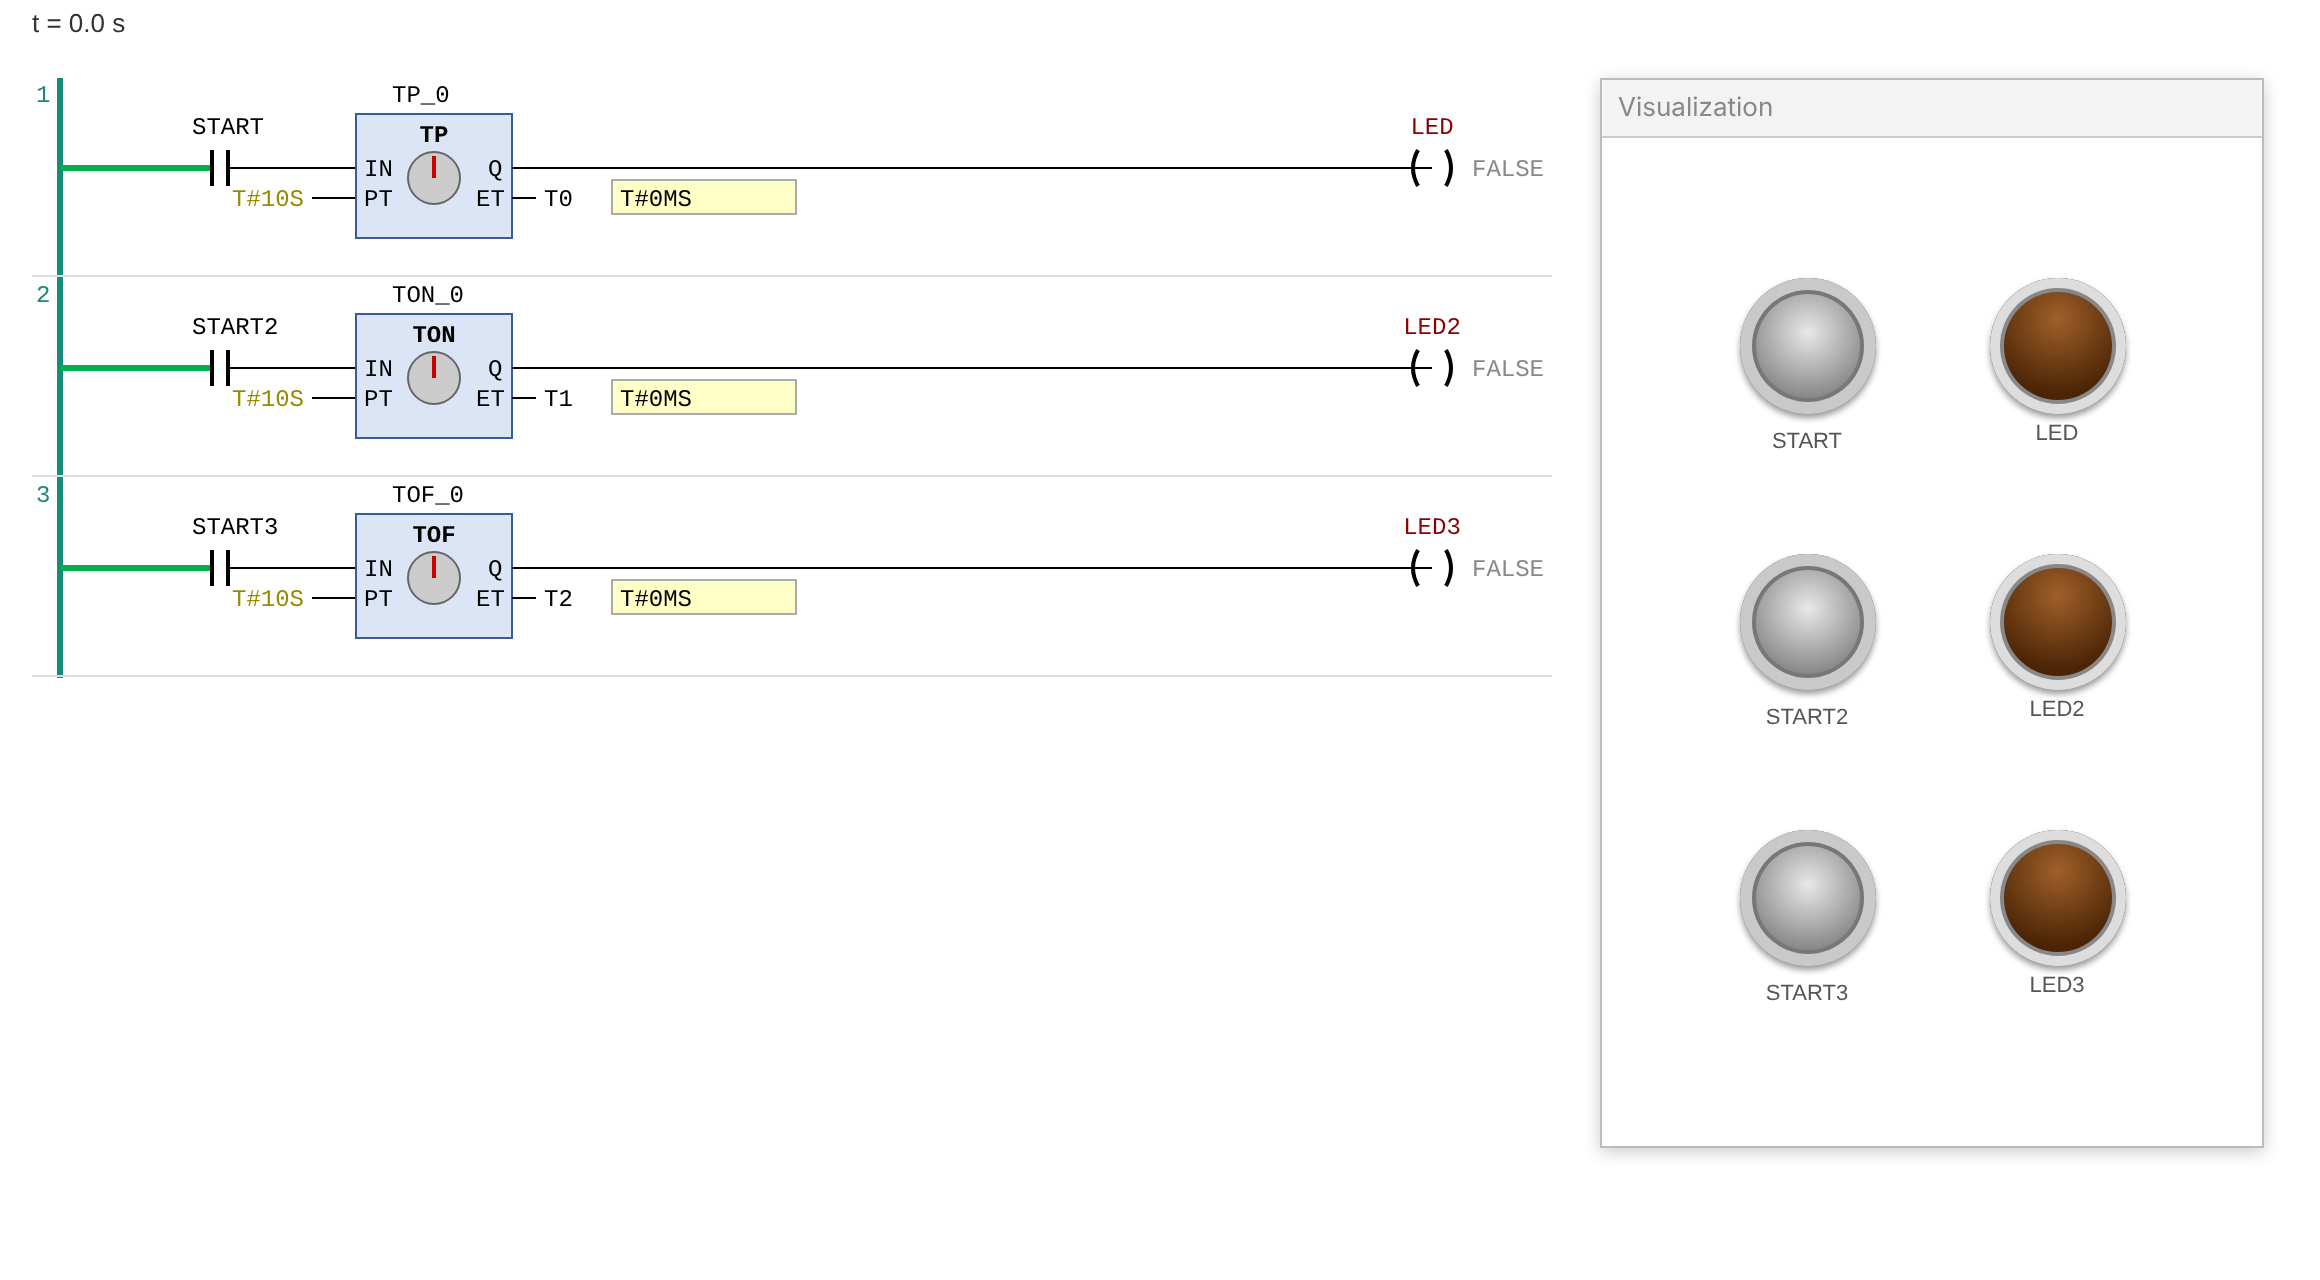 t = 0.0 s
1
TP_0
START
TP
LED
IN
Q
FALSE
T#10S
PT
ET
T0
T#0MS
2
TON_0
START2
TON
LED2
IN
Q
FALSE
T#10S
PT
ET
T1
T#0MS
3
TOF_0
START3
TOF
LED3
IN
Q
FALSE
T#10S
PT
ET
T2
T#0MS
Visualization
START
LED
START2
LED2
START3
LED3